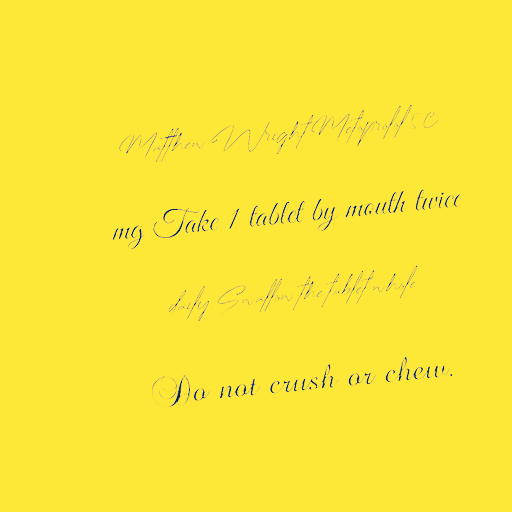 Matthew Wright Metoprolol 50
mg Take 1 tablet by mouth twice
daily Swallow the tablet whole
Do not crush or chew.